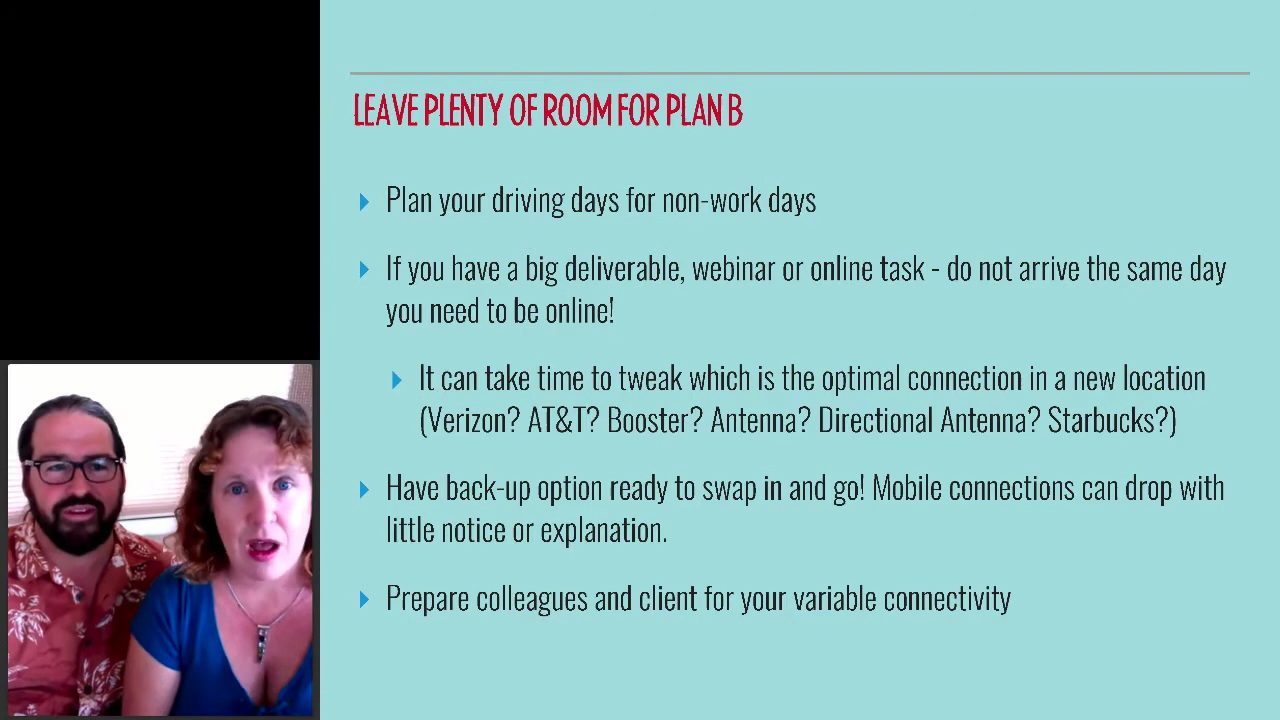 LEAVE PLENTY OF ROOM FOR PLAN B
Plan your driving days for non-work days
If you have a big deliverable, webinar or online task - do not arrive the same day
you need to be online!
It can take time to tweak which is the optimal connection in a new location
(Verizon? AT&T? Booster? Antenna? Directional Antenna? Starbucks?)
Have back-up option ready to swap in and go! Mobile connections can drop with
little notice or explanation.
Prepare colleagues and client for your variable connectivity